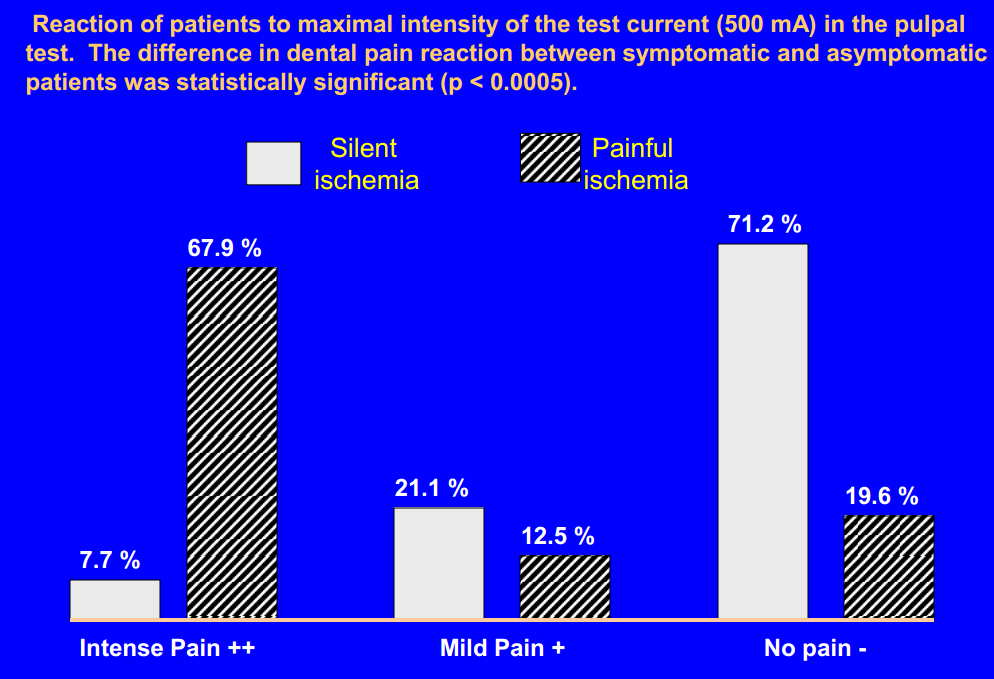 Reaction of patients to maximal intensity of the test current (500 mA) in the pulpal
test.  The difference in dental pain reaction between symptomatic and asymptomatic
patients was statistically significant (p < 0.0005).
Silent
ischemia
Painful
ischemia
7.7 %
67.9 %
21.1 %
12.5 %
71.2 %
19.6 %
Intense Pain ++
Mild Pain +
No pain -